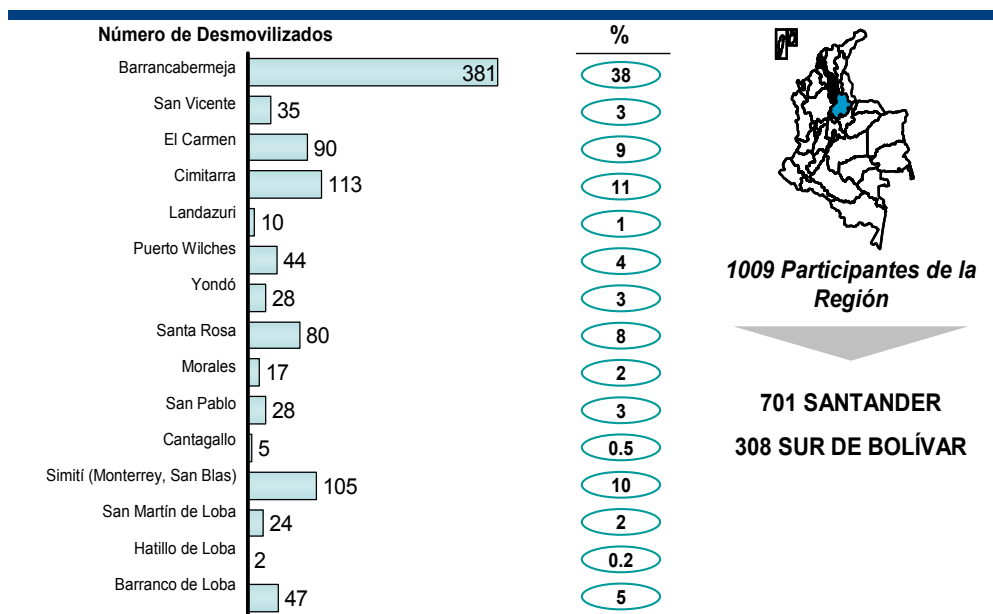 Número de Desmovilizados %
Barrancabermeja 381 38
San Vicente 35 3
El Carmen 90 9
Cimitarra 113 11
Landazuri 10 1
Puerto Wilches 44 4
Yondó 28 3
Santa Rosa 80 8
Morales 17 2
San Pablo 28 3
Cantagallo 5 0.5
Simití (Monterrey, San Blas) 105 10
San Martín de Loba 24 2
Hatillo de Loba 2 0.2
Barranco de Loba 47 5
1009 Participantes de la
Región
701 SANTANDER
308 SUR DE BOLÍVAR